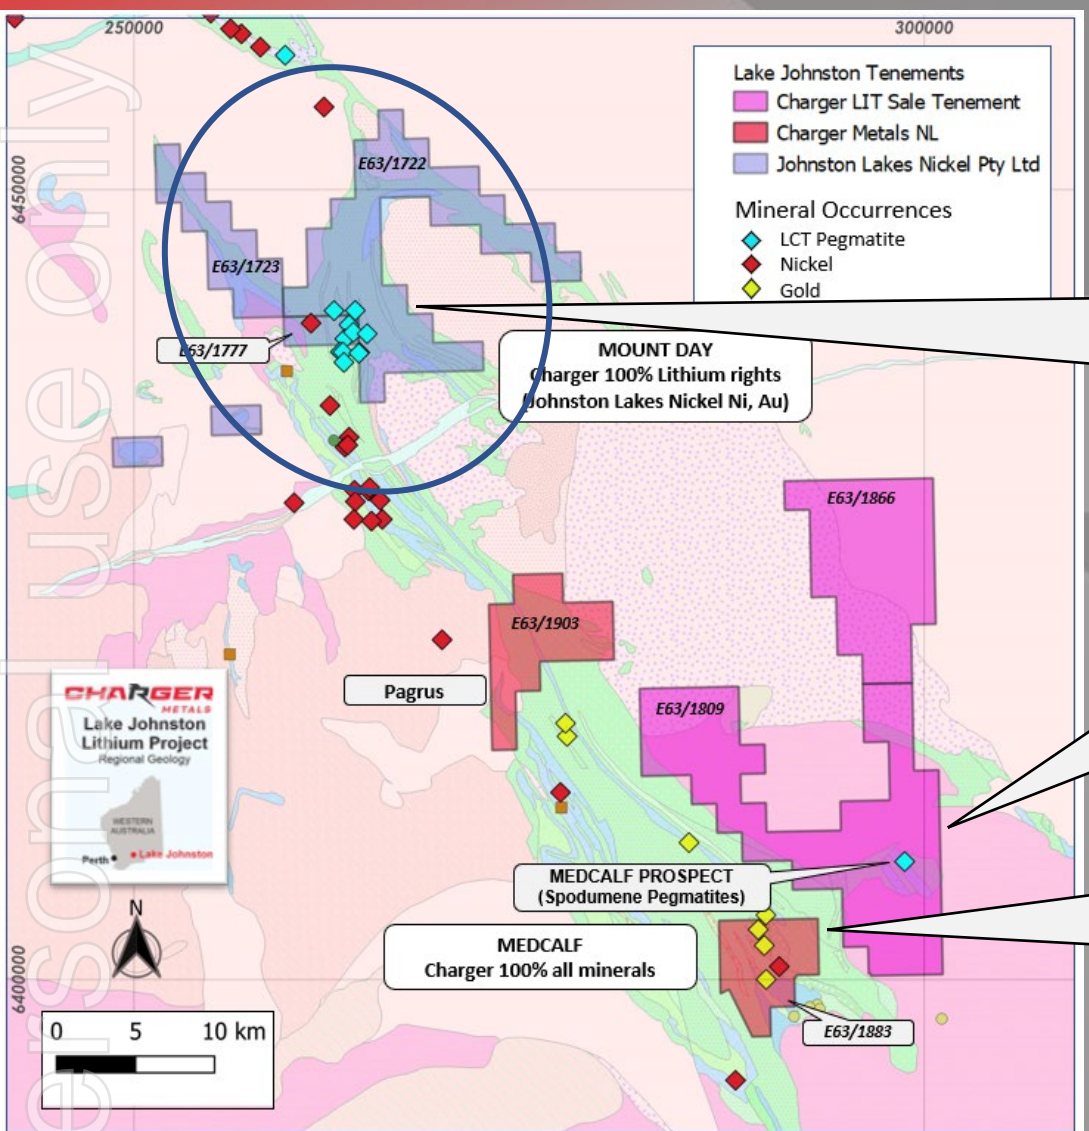 250000
300000
6450000
6400000
Personal use only
Lake Johnston Tenements
Charger LIT Sale Tenement
Charger Metals NL
Johnston Lakes Nickel Pty Ltd
Mineral Occurrences
LCT Pegmatite
Nickel
Gold
E63/1722
E63/1723
E63/1777
MOUNT DAY
Charger 100% Lithium rights
(Johnston Lakes Nickel Ni, Au)
E63/1866
E63/1903
Pagrus
E63/1809
CHARGER
METALS
Lake Johnston
Lithium Project
Regional Geology
WESTERN
AUSTRALIA
Perth
Lake Johnston
MEDCALF PROSPECT
(Spodumene Pegmatites)
MEDCALF
Charger 100% all minerals
E63/1883
N
0 5 10 km